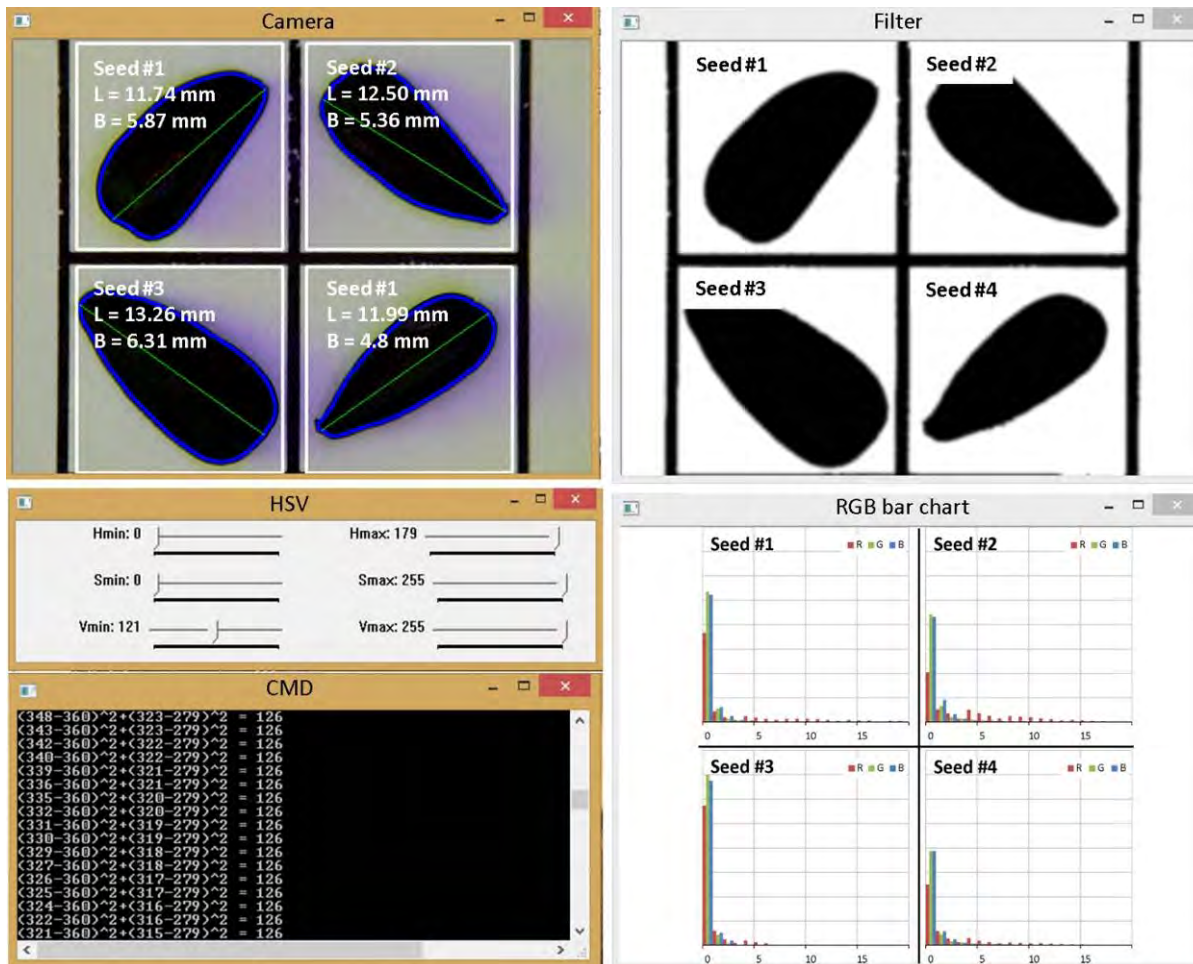 Camera
Seed #1
L = 11.74 mm
B = 5.87 mm
Seed #2
L = 12.50 mm
B = 5.36 mm
Seed #3
L = 13.26 mm
B = 6.31 mm
Seed #1
L = 11.99 mm
B = 4.8 mm
Filter
Seed #1
Seed #2
Seed #3
Seed #4
HSV
Hmin: 0
Hmax: 179
Smin: 0
Smax: 255
Vmin: 121
Vmax: 255
CMD
(348-360)^2+(323-279)^2 = 126
(343-360)^2+(323-279)^2 = 126
(342-360)^2+(322-279)^2 = 126
(340-360)^2+(322-279)^2 = 126
(339-360)^2+(321-279)^2 = 126
(336-360)^2+(321-279)^2 = 126
(335-360)^2+(320-279)^2 = 126
(332-360)^2+(320-279)^2 = 126
(331-360)^2+(319-279)^2 = 126
(330-360)^2+(319-279)^2 = 126
(329-360)^2+(318-279)^2 = 126
(327-360)^2+(318-279)^2 = 126
(326-360)^2+(317-279)^2 = 126
(325-360)^2+(317-279)^2 = 126
(324-360)^2+(316-279)^2 = 126
(322-360)^2+(316-279)^2 = 126
(321-360)^2+(315-279)^2 = 126
RGB bar chart
Seed #1
R G B
0 5 10 15
Seed #2
R G B
0 5 10 15
Seed #3
R G B
0 5 10 15
Seed #4
R G B
0 5 10 15